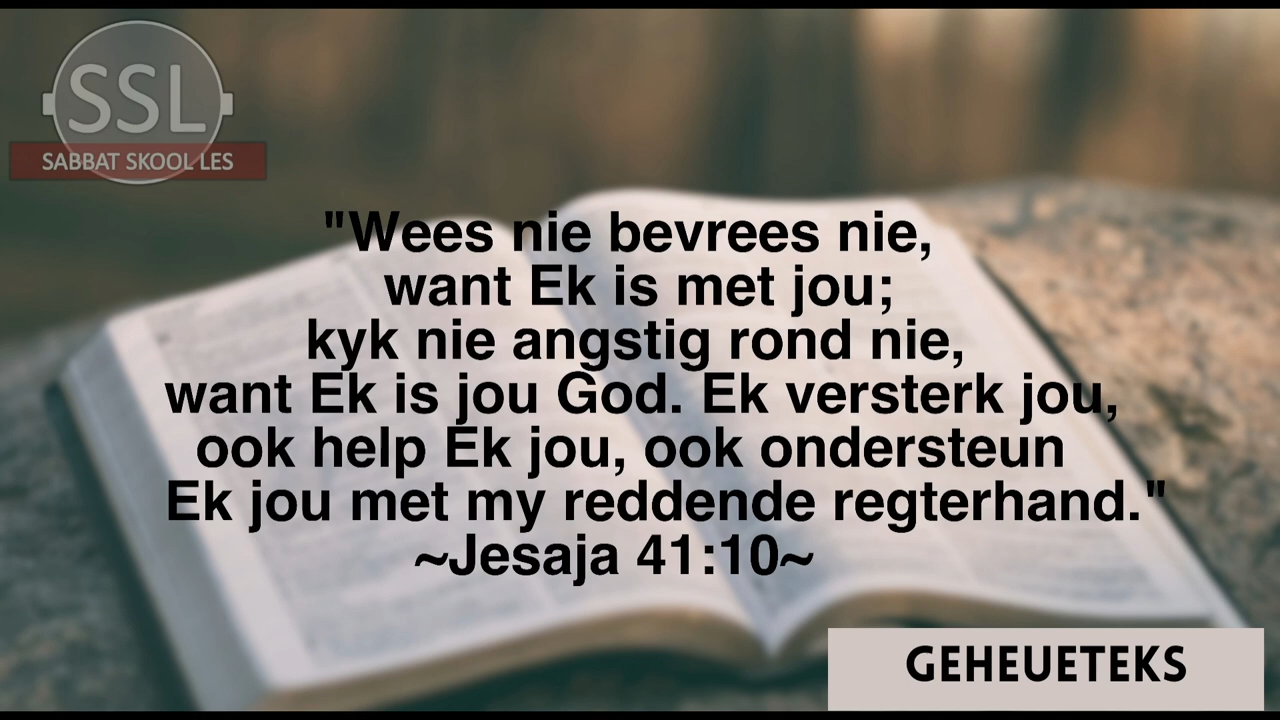 SSL
SABBAT SKOOL LES
"Wees nie bevrees nie,
want Ek is met jou;
kyk nie angstig rond nie,
want Ek is jou God. Ek versterk jou,
ook help Ek jou, ook ondersteun
Ek jou met my reddende regterhand."
~Jesaja 41:10~
GEHEUETEKS